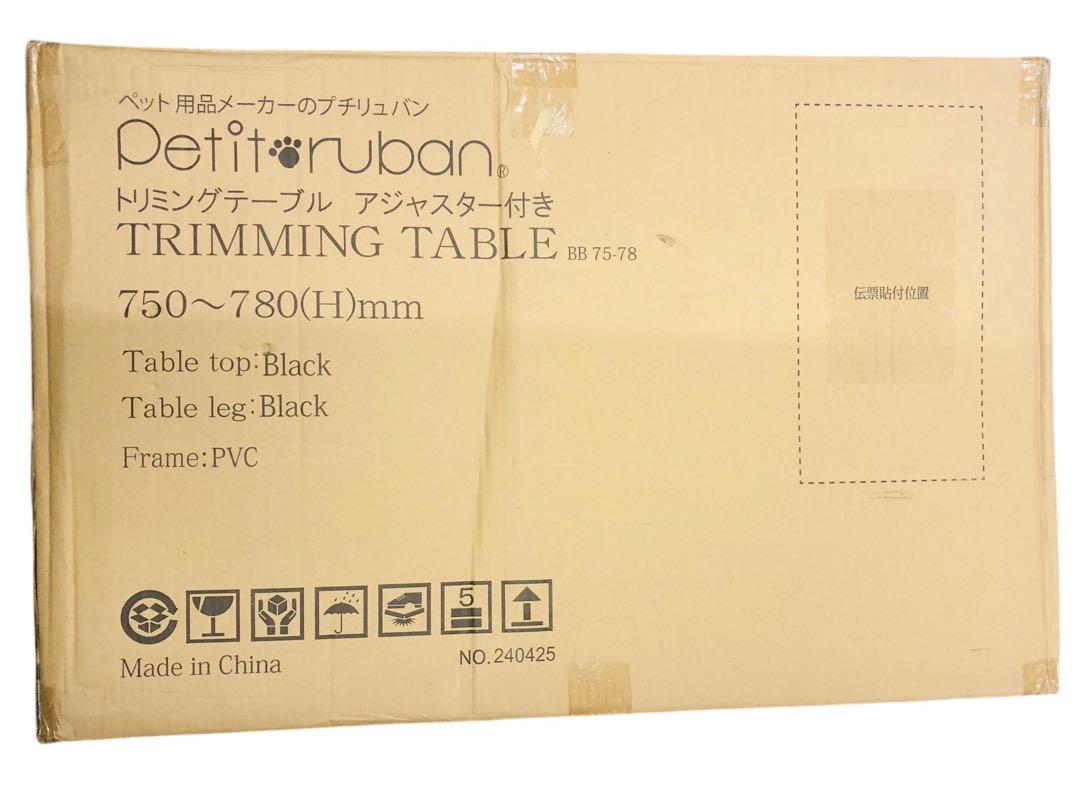 ペット用品メーカーのプチリュバン
Petit ruban®
トリミングテーブル アジャスター付き
TRIMMING TABLE BB 75-78
750～780(H)mm
Table top:Black
Table leg:Black
Frame:PVC
伝票貼付位置
5
Made in China
NO.240425